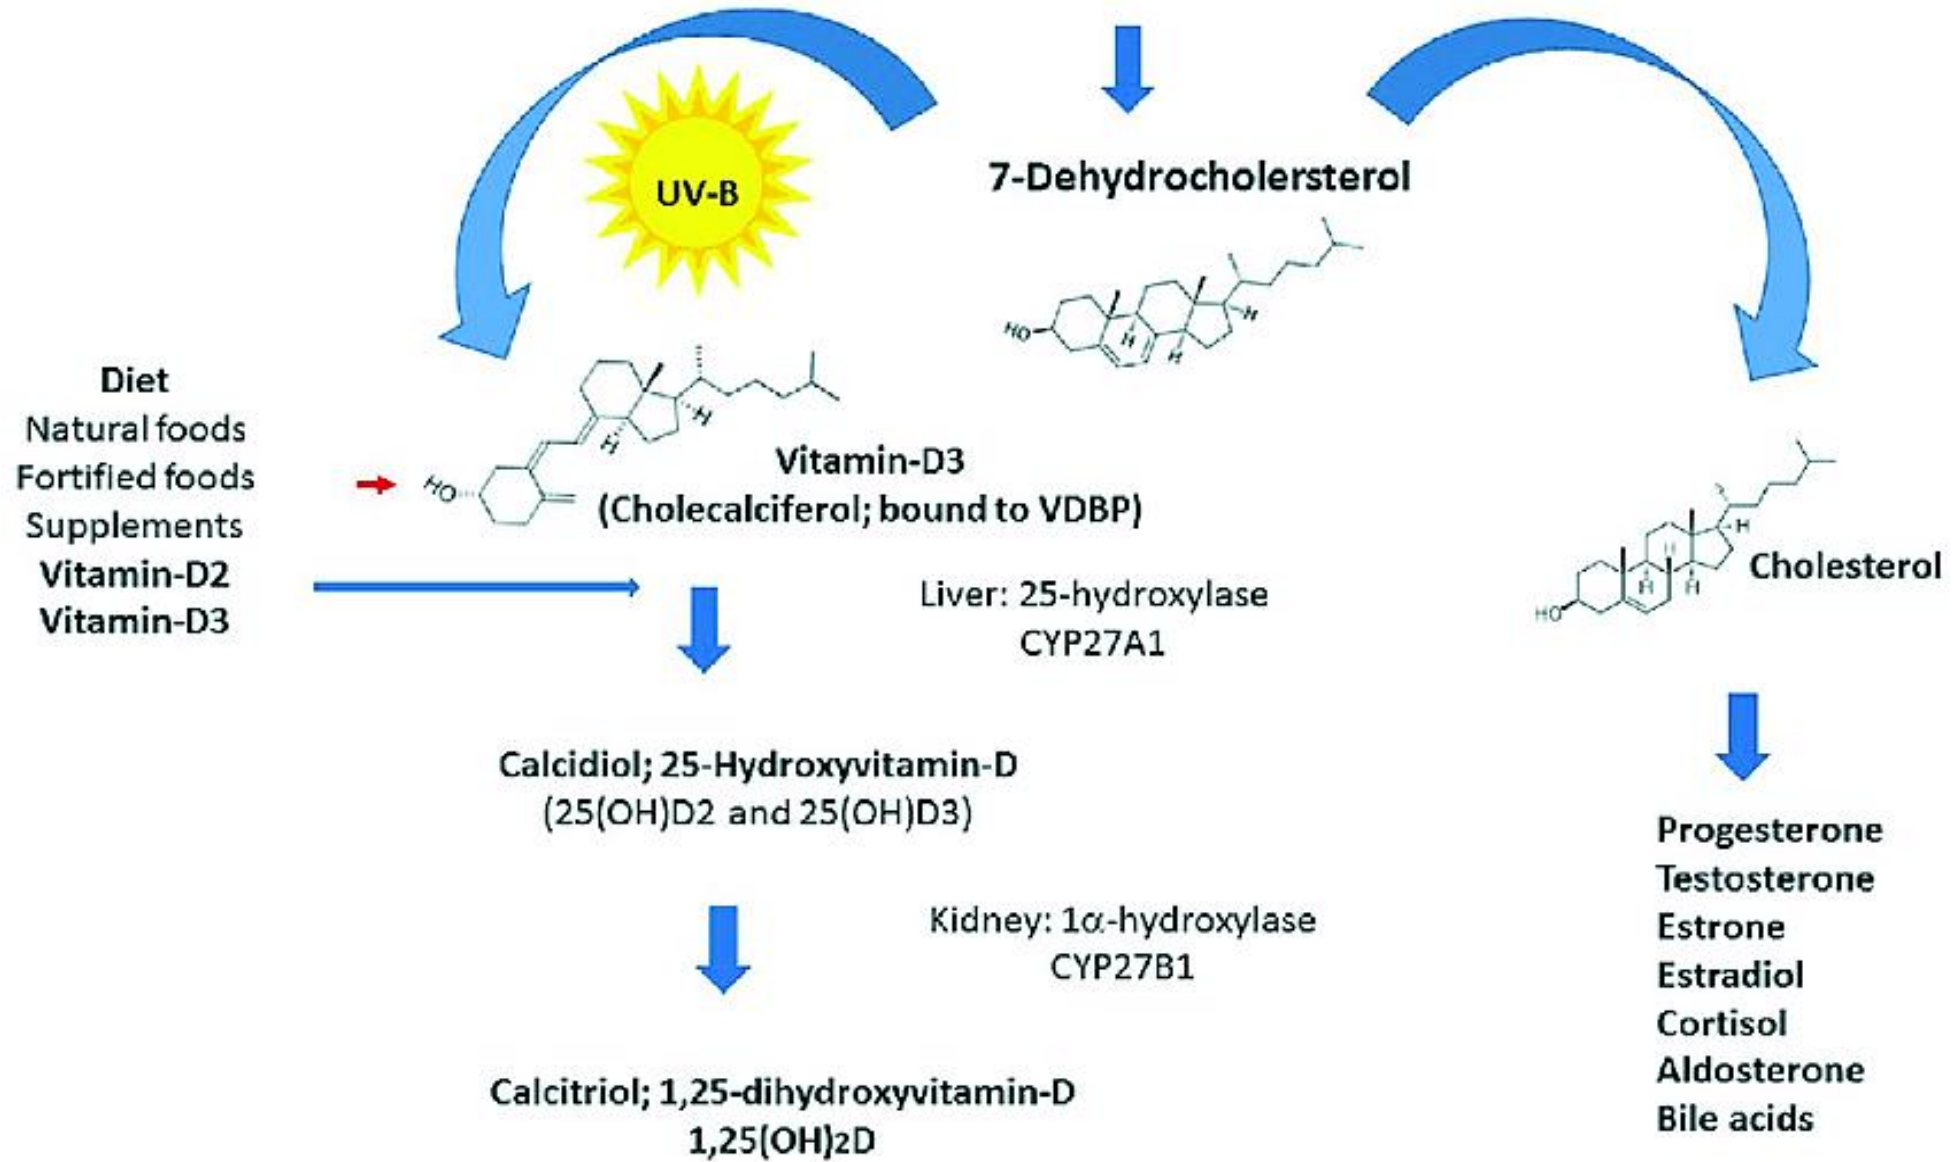 UV-B
7-Dehydrocholersterol
HO
H
H
H
Diet
Natural foods
Fortified foods
Supplements
Vitamin-D2
Vitamin-D3
HO
H
H
Vitamin-D3
(Cholecalciferol; bound to VDBP)
Liver: 25-hydroxylase
CYP27A1
HO
H
H
H
H
Cholesterol
Calcidiol; 25-Hydroxyvitamin-D
(25(OH)D2 and 25(OH)D3)
Kidney: 1α-hydroxylase
CYP27B1
Calcitriol; 1,25-dihydroxyvitamin-D
1,25(OH)2D
Progesterone
Testosterone
Estrone
Estradiol
Cortisol
Aldosterone
Bile acids